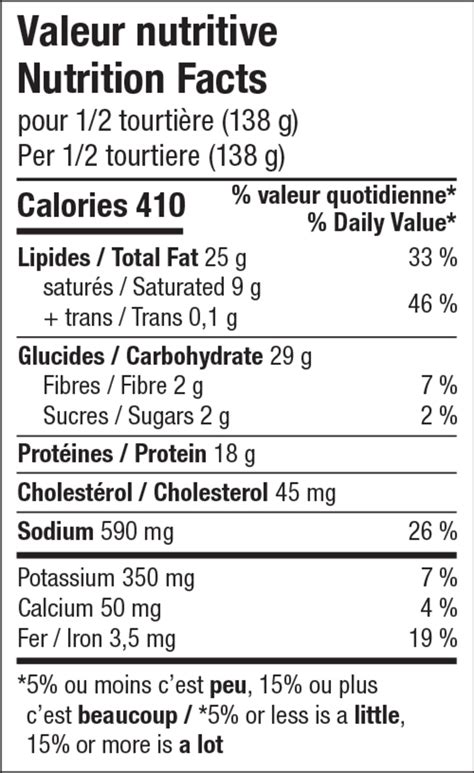 Valeur nutritive
Nutrition Facts
pour 1/2 tourtière (138 g)
Per 1/2 tourtiere (138 g)
Calories 410
% valeur quotidienne*
% Daily Value*
Lipides / Total Fat 25 g 33 %
saturés / Saturated 9 g
+ trans / Trans 0,1 g 46 %
Glucides / Carbohydrate 29 g
Fibres / Fibre 2 g 7 %
Sucres / Sugars 2 g 2 %
Protéines / Protein 18 g
Cholestérol / Cholesterol 45 mg
Sodium 590 mg 26 %
Potassium 350 mg 7 %
Calcium 50 mg 4 %
Fer / Iron 3,5 mg 19 %
*5% ou moins c’est peu, 15% ou plus
c’est beaucoup / *5% or less is a little,
15% or more is a lot